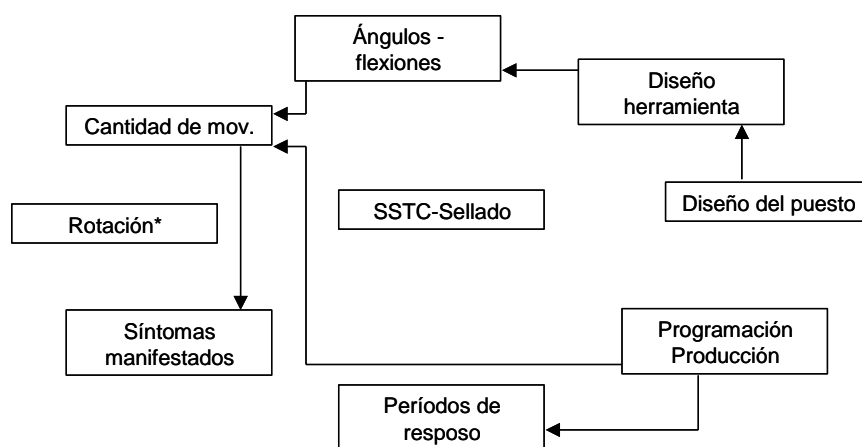 Ángulos -
flexiones
Diseño
herramienta
Cantidad de mov.
Diseño del puesto
SSTC-Sellado
Rotación*
Síntomas
manifestados
Programación
Producción
Períodos de
resposo